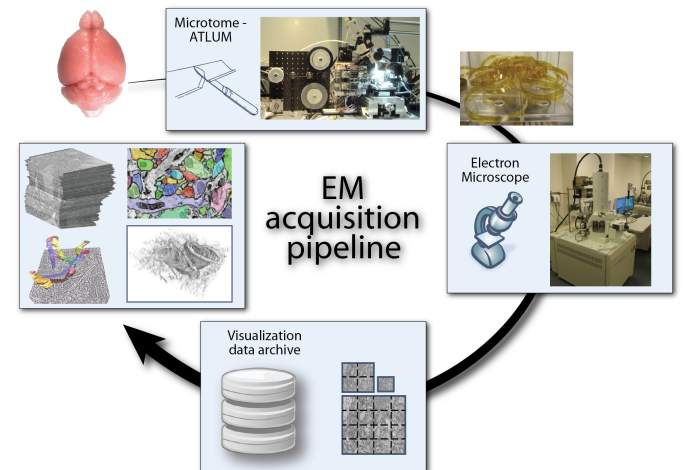 Microtome -
ATLUM
EM
acquisition
pipeline
Electron
Microscope
Visualization
data archive